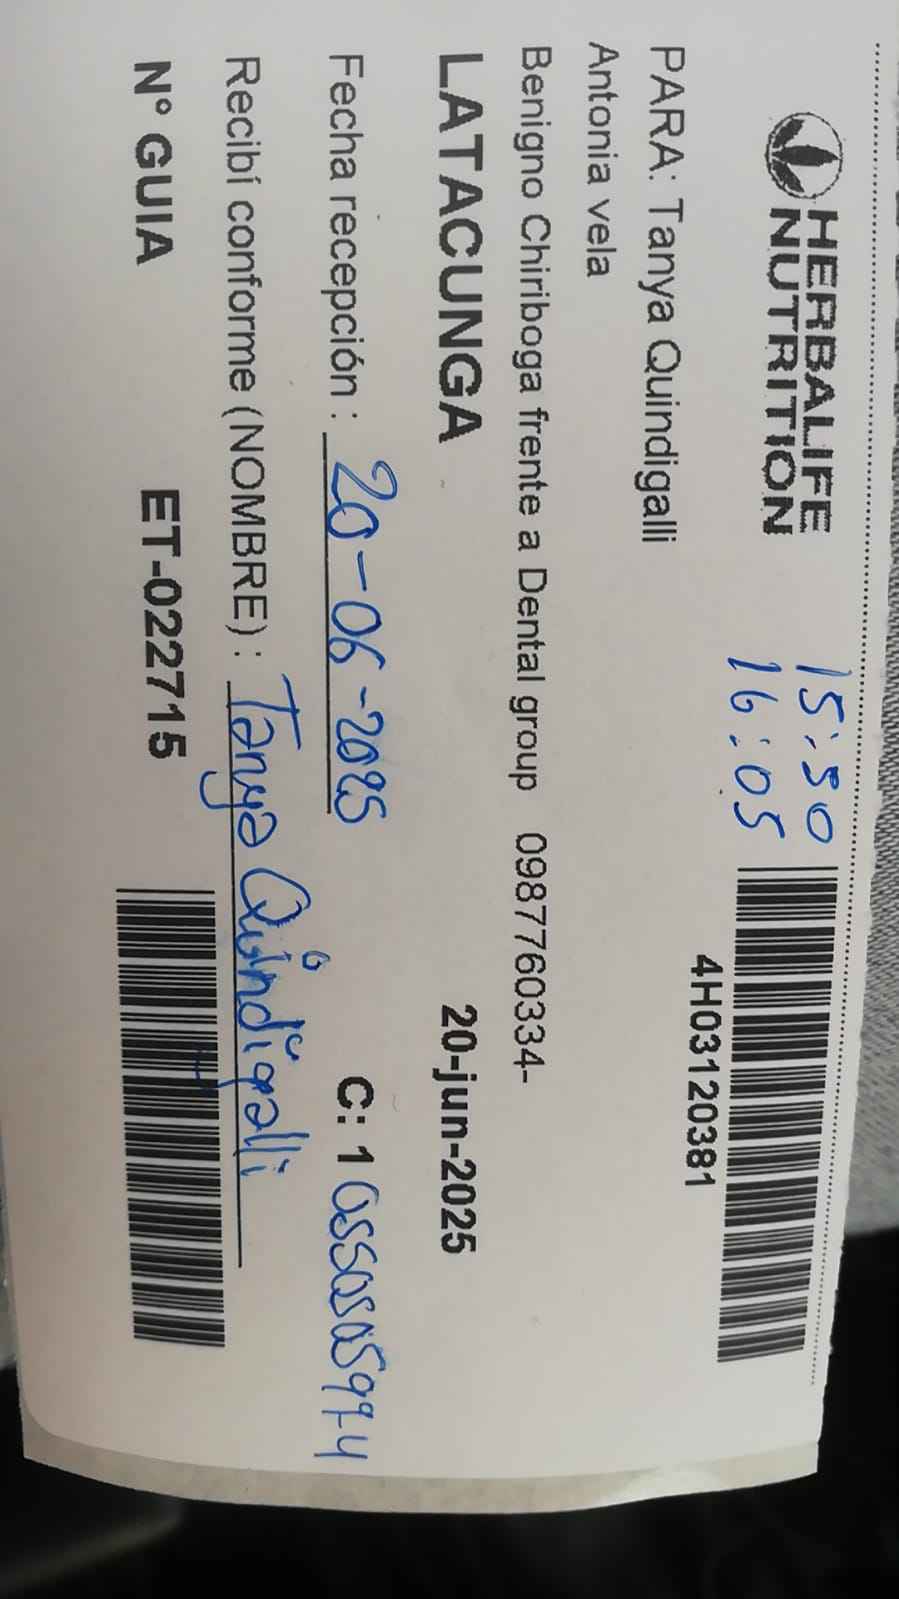 HERBALIFE
NUTRITION
15:50
16:05
4H03120381
PARA: Tanya Quindigalli
Antonia vela
Benigno Chiriboga frente a Dental group 0987760334-
LATACUNGA 20-jun-2025
Fecha recepción : 20-06-2025 C: 1
Recibí conforme (NOMBRE) : Tanya Quindigalli
N° GUIA ET-022715